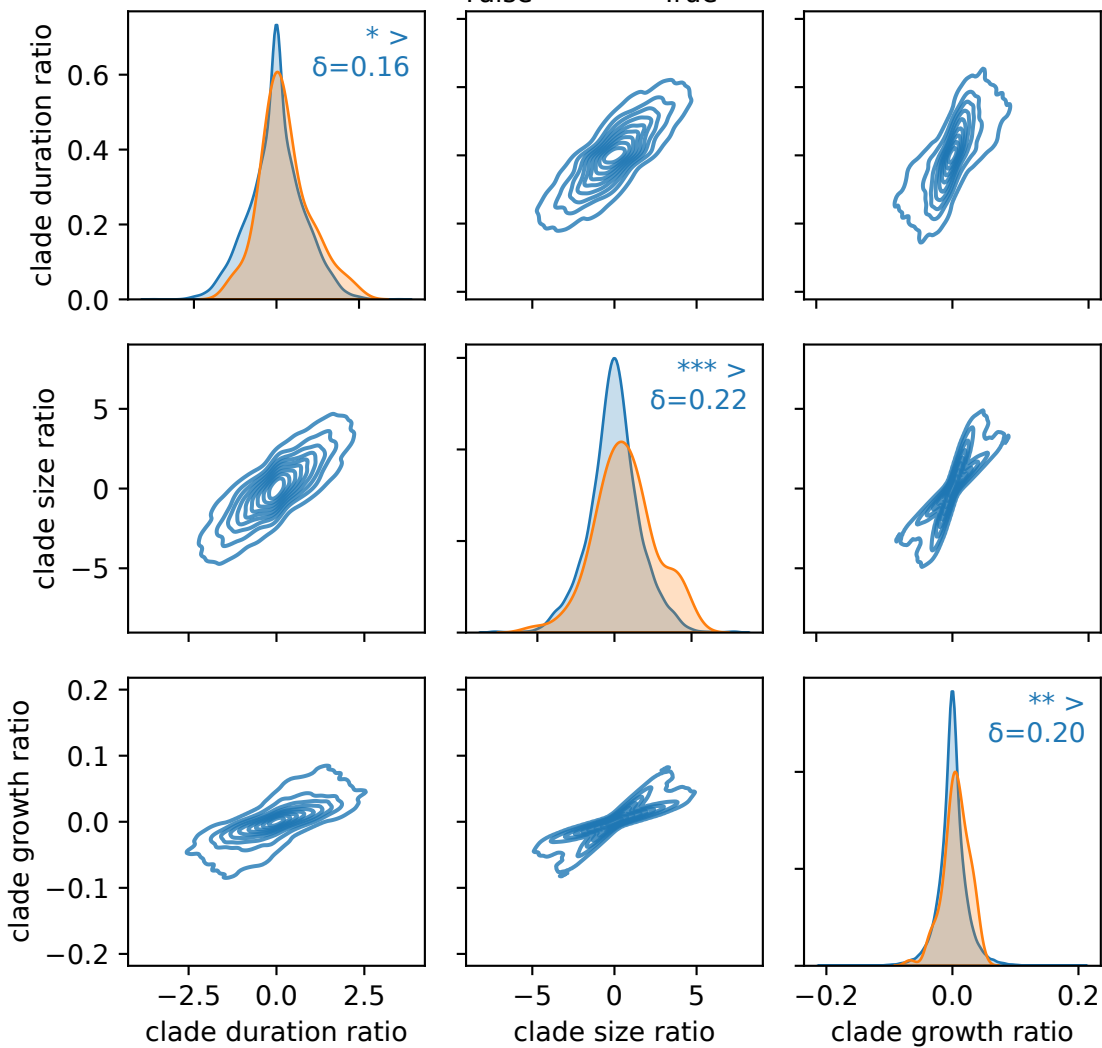 clade duration ratio
0.0
0.2
0.4
0.6
* >
δ=0.16
clade size ratio
−5
0
5
*** >
δ=0.22
clade growth ratio
−0.2
−0.1
0.0
0.1
0.2
** >
δ=0.20
−2.5 0.0 2.5
clade duration ratio
−5 0 5
clade size ratio
−0.2 0.0 0.2
clade growth ratio